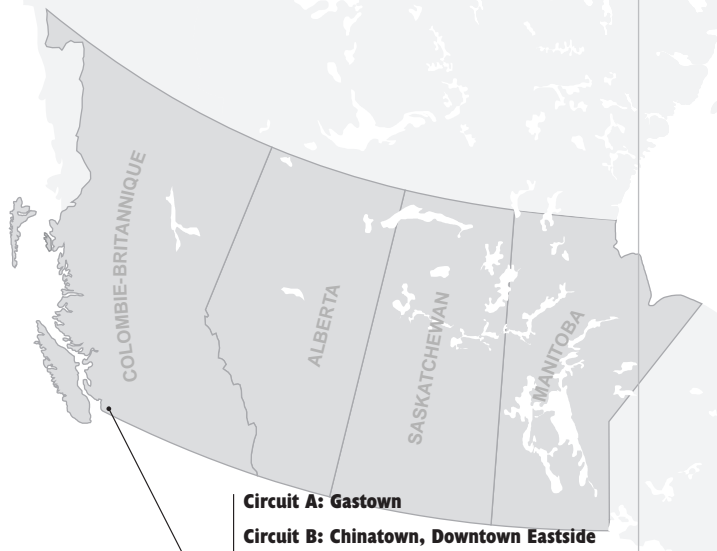 COLOMBIE-BRITANNIQUE
ALBERTA
SASKATCHEWAN
MANITOBA
Circuit A: Gastown
Circuit B: Chinatown, Downtown Eastside